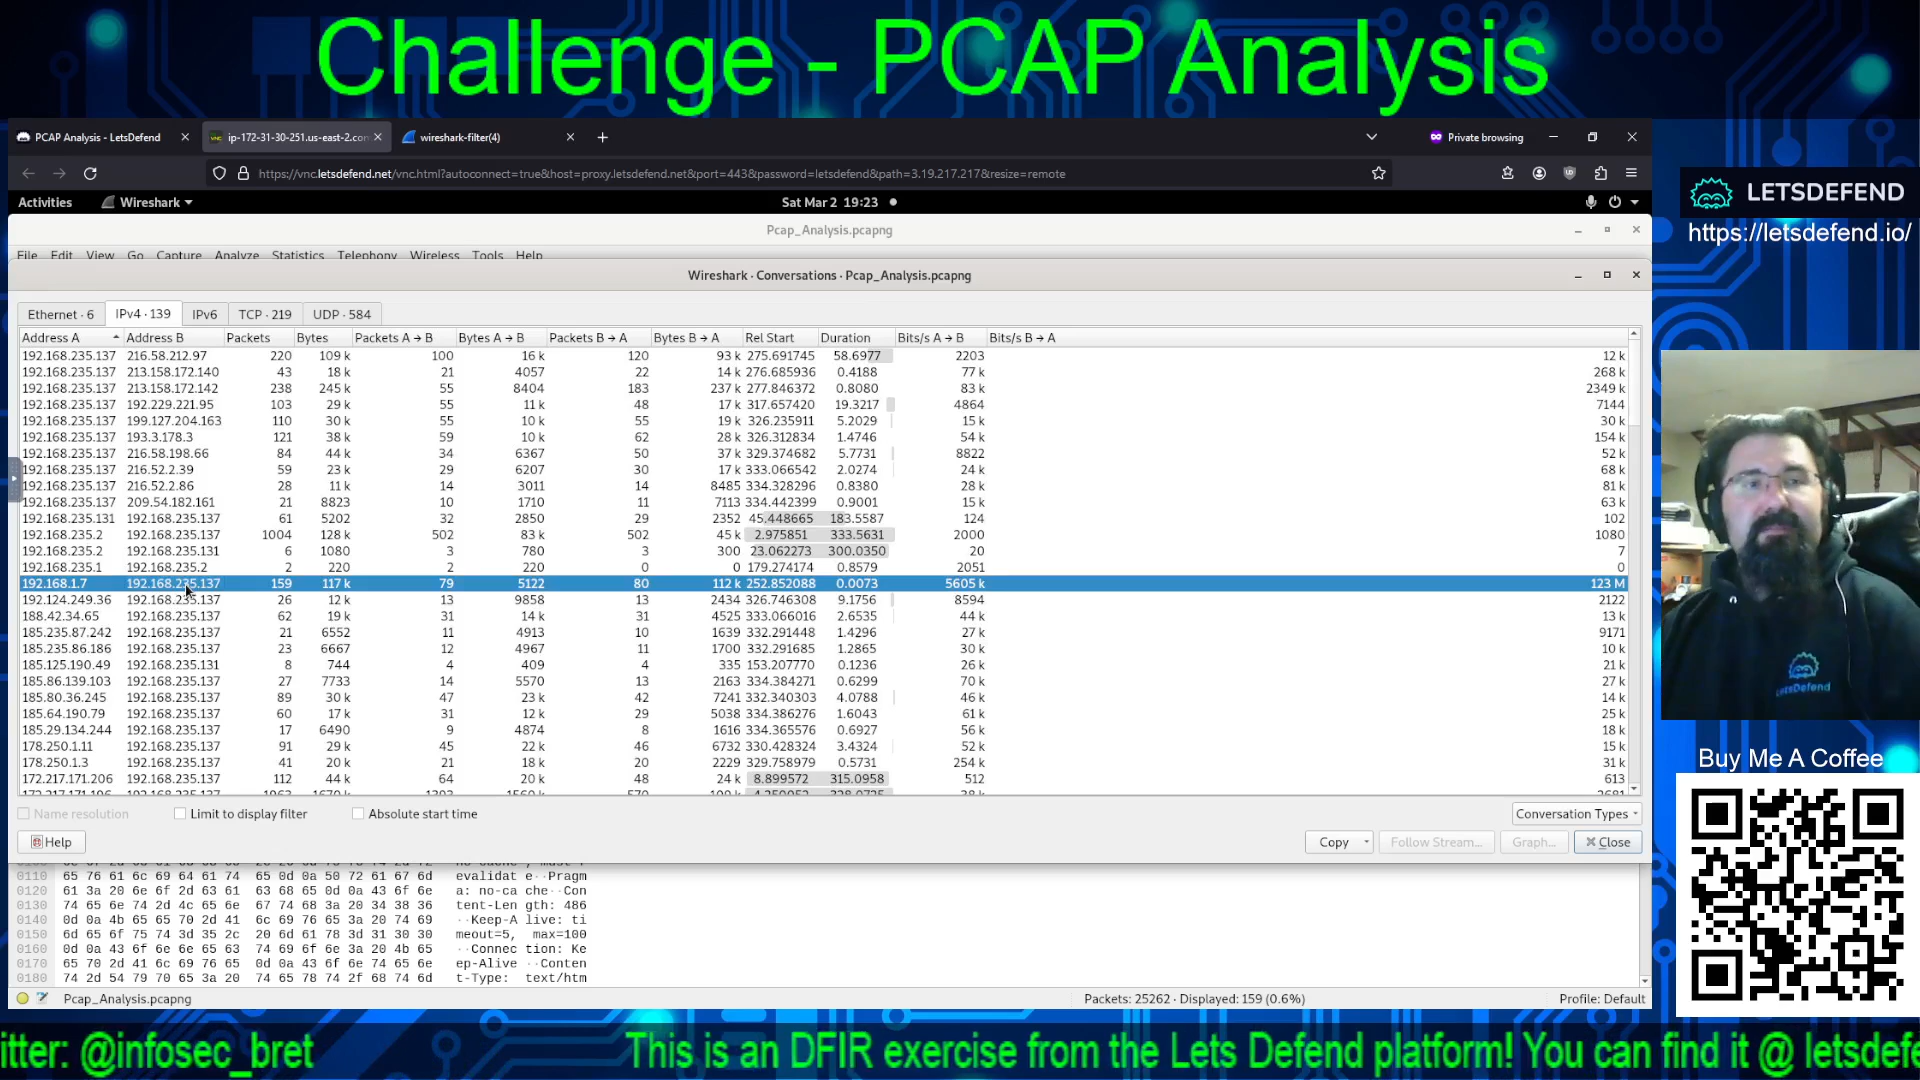 Challenge - PCAP Analysis
PCAP Analysis - LetsDefend
ip-172-31-30-251.us-east-2.con
wireshark-filter(4)
Private browsing
https://vnc.letsdefend.net/vnc.html?autoconnect=true&host=proxy.letsdefend.net&port=443&password=letsdefend&path=3.19.217.217&resize=remote
LETSDEFEND
https://letsdefend.io/
Activities
Wireshark
Sat Mar 2 19:23
Pcap_Analysis.pcapng
File Edit View Go Capture Analyze Statistics Telephony Wireless Tools Help
Wireshark · Conversations · Pcap_Analysis.pcapng
Ethernet · 6 IPv4 · 139 IPv6 TCP · 219 UDP · 584
Address A Address B Packets Bytes Packets A → B Bytes A → B Packets B → A Bytes B → A Rel Start Duration Bits/s A → B Bits/s B → A
192.168.235.137 216.58.212.97 220 109 k 100 16 k 120 93 k 275.691745 58.6977 2203 12 k
192.168.235.137 213.158.172.140 43 18 k 21 4057 22 14 k 276.685936 0.4188 77 k 268 k
192.168.235.137 213.158.172.142 238 245 k 55 8404 183 237 k 277.846372 0.8080 83 k 2349 k
192.168.235.137 192.229.221.95 103 29 k 55 11 k 48 17 k 317.657420 19.3217 4864 7144
192.168.235.137 199.127.204.163 110 30 k 55 10 k 55 19 k 326.235911 5.2029 15 k 30 k
192.168.235.137 193.3.178.3 121 38 k 59 10 k 62 28 k 326.312834 1.4746 54 k 154 k
192.168.235.137 216.58.198.66 84 44 k 34 6367 50 37 k 329.374682 5.7731 8822 52 k
192.168.235.137 216.52.2.39 59 23 k 29 6207 30 17 k 333.066542 2.0274 24 k 68 k
192.168.235.137 216.52.2.86 28 11 k 14 3011 14 8485 334.328296 0.8380 28 k 81 k
192.168.235.137 209.54.182.161 21 8823 10 1710 11 7113 334.442399 0.9001 15 k 63 k
192.168.235.131 192.168.235.137 61 5202 32 2850 29 2352 45.448665 183.5587 124 102
192.168.235.2 192.168.235.137 1004 128 k 502 83 k 502 45 k 2.975851 333.5631 2000 1080
192.168.235.2 192.168.235.131 6 1080 3 780 3 300 23.062273 300.0350 20 7
192.168.235.1 192.168.235.2 2 220 2 220 0 0 179.274174 0.8579 2051 0
192.168.1.7 192.168.235.137 159 117 k 79 5122 80 112 k 252.852088 0.0073 5605 k 123 M
192.124.249.36 192.168.235.137 26 12 k 13 9858 13 2434 326.746308 9.1756 8594 2122
188.42.34.65 192.168.235.137 62 19 k 31 14 k 31 4525 333.066016 2.6535 44 k 13 k
185.235.87.242 192.168.235.137 21 6552 11 4913 10 1639 332.291448 1.4296 27 k 9171
185.235.86.186 192.168.235.137 23 6667 12 4967 11 1700 332.291685 1.2865 30 k 10 k
185.125.190.49 192.168.235.131 8 744 4 409 4 335 153.207770 0.1236 26 k 21 k
185.86.139.103 192.168.235.137 27 7733 14 5570 13 2163 334.384271 0.6299 70 k 27 k
185.80.36.245 192.168.235.137 89 30 k 47 23 k 42 7241 332.340303 4.0788 46 k 14 k
185.64.190.79 192.168.235.137 60 17 k 31 12 k 29 5038 334.386276 1.6043 61 k 25 k
185.29.134.244 192.168.235.137 17 6490 9 4874 8 1616 334.365576 0.6927 56 k 18 k
178.250.1.11 192.168.235.137 91 29 k 45 22 k 46 6732 330.428324 3.4324 52 k 15 k
178.250.1.3 192.168.235.137 41 20 k 21 18 k 20 2229 329.758979 0.5731 254 k 31 k
172.217.171.206 192.168.235.137 112 44 k 64 20 k 48 24 k 8.899572 315.0958 512 613
Name resolution Limit to display filter Absolute start time Conversation Types
Help Copy Follow Stream... Graph... Close
0110 65 76 61 6c 69 64 61 74 65 0d 0a 50 72 61 67 6d evalidat e··Pragm
0120 61 3a 20 6e 6f 2d 63 61 63 68 65 0d 0a 43 6f 6e a: no-ca che··Con
0130 74 65 6e 74 2d 4c 65 6e 67 74 68 3a 20 34 38 36 tent-Len gth: 486
0140 0d 0a 4b 65 65 70 2d 41 6c 69 76 65 3a 20 74 69 ··Keep-A live: ti
0150 6d 65 6f 75 74 3d 35 2c 20 6d 61 78 3d 31 30 30 meout=5, max=100
0160 0d 0a 43 6f 6e 6e 65 63 74 69 6f 6e 3a 20 4b 65 ··Connec tion: Ke
0170 65 70 2d 41 6c 69 76 65 0d 0a 43 6f 6e 74 65 6e ep-Alive ··Conten
0180 74 2d 54 79 70 65 3a 20 74 65 78 74 2f 68 74 6d t-Type: text/htm
Pcap_Analysis.pcapng Packets: 25262 · Displayed: 159 (0.6%) Profile: Default
LetsDefend
Buy Me A Coffee
itter: @infosec_bret This is an DFIR exercise from the Lets Defend platform! You can find it @ letsdefe